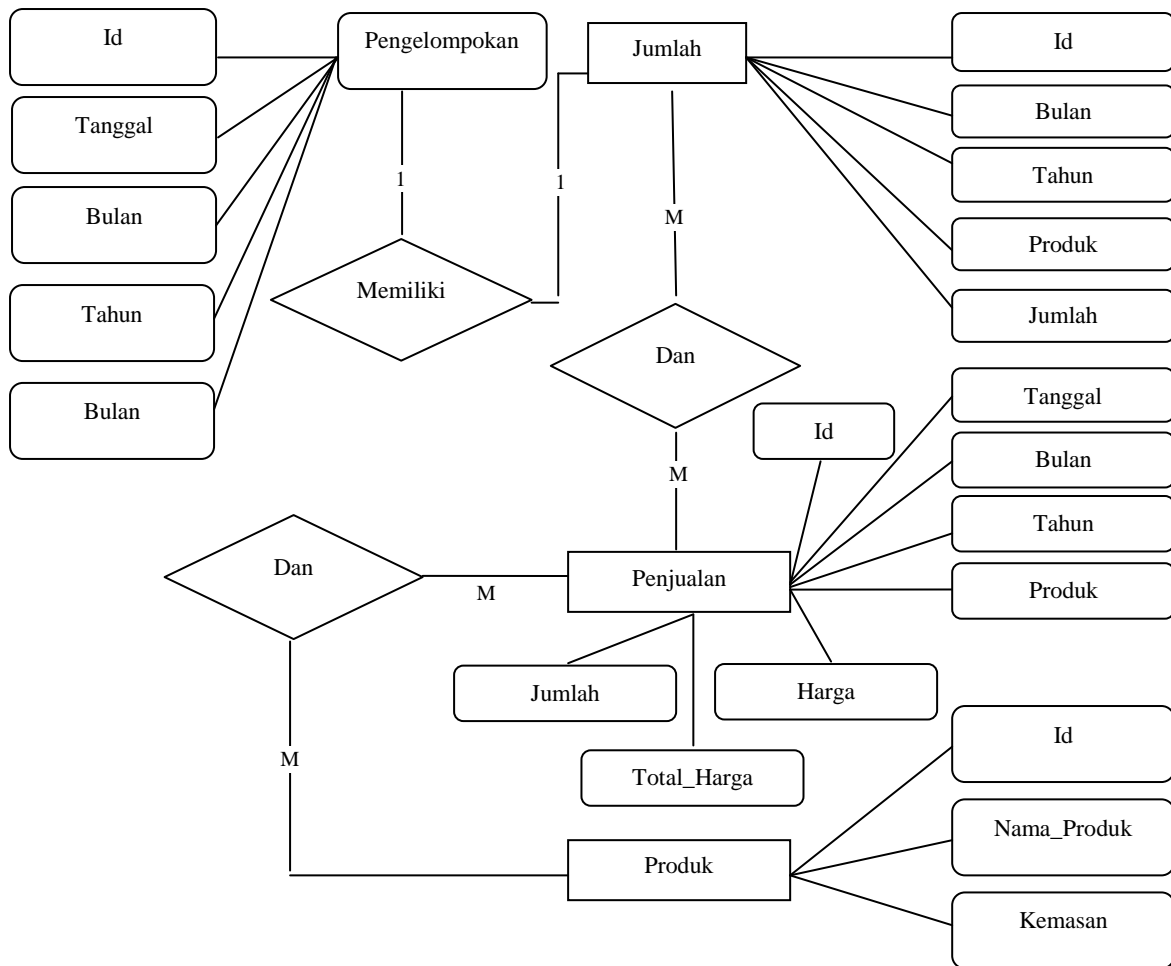 Id
Pengelompokan
Jumlah
Id
Tanggal
Bulan
Bulan
Tahun
Tahun
Bulan
Produk
Jumlah
1
1
M
Memiliki
Dan
M
Id
Tanggal
Bulan
Tahun
Produk
Dan
M
Penjualan
Jumlah
Harga
Total_Harga
M
Produk
Id
Nama_Produk
Kemasan